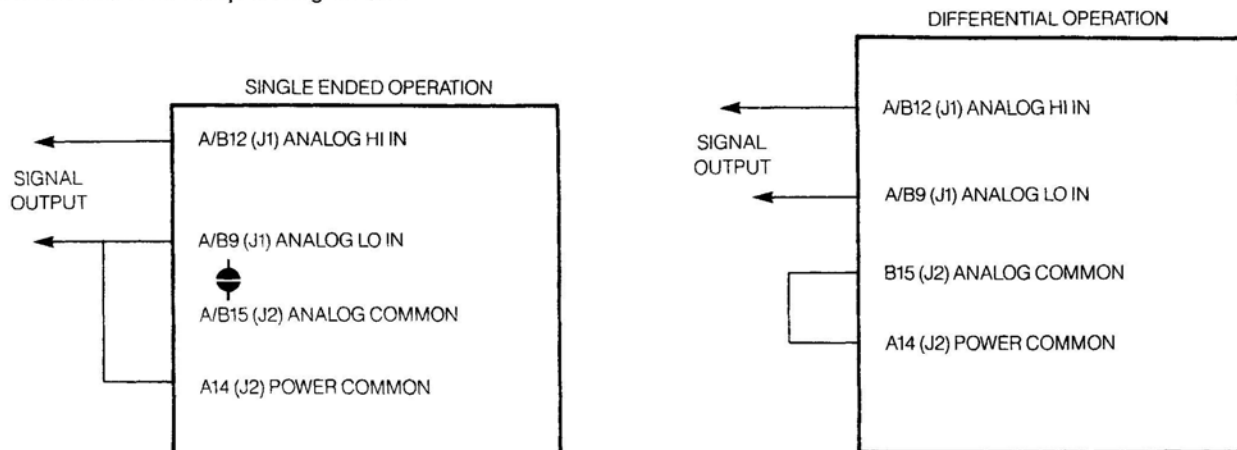 DIFFERENTIAL OPERATION
SINGLE ENDED OPERATION
A/B12 (J1) ANALOG HI IN
SIGNAL
OUTPUT
A/B9 (J1) ANALOG LO IN
A/B15 (J2) ANALOG COMMON
A14 (J2) POWER COMMON
A/B12 (J1) ANALOG HI IN
SIGNAL
OUTPUT
A/B9 (J1) ANALOG LO IN
B15 (J2) ANALOG COMMON
A14 (J2) POWER COMMON